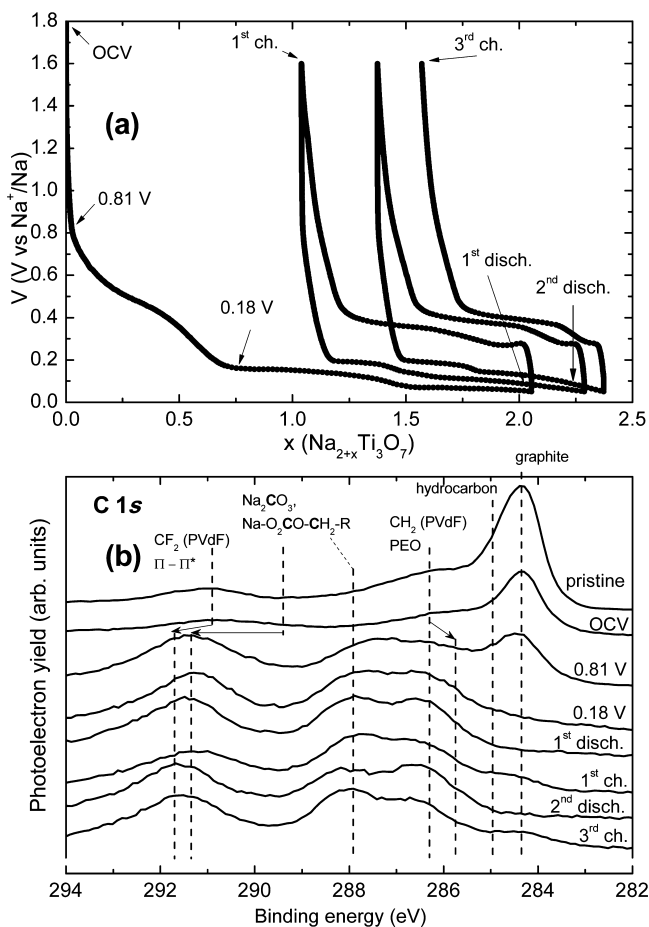 1.8
1.6
1.4
1.2
1.0
0.8
0.6
0.4
0.2
0.0
V (V vs Na⁺/Na)
OCV
(a)
0.81 V
0.18 V
1ˢᵗ ch.
3ʳᵈ ch.
1ˢᵗ disch.
2ⁿᵈ disch.
0.0 0.5 1.0 1.5 2.0 2.5
x (Na₂₊ₓTi₃O₇)
C 1s
(b)
CF₂ (PVdF)
Π – Π*
Na₂CO₃,
Na-O₂CO-CH₂-R
CH₂ (PVdF)
PEO
hydrocarbon
graphite
pristine
OCV
0.81 V
0.18 V
1ˢᵗ disch.
1ˢᵗ ch.
2ⁿᵈ disch.
3ʳᵈ ch.
Photoelectron yield (arb. units)
294 292 290 288 286 284 282
Binding energy (eV)